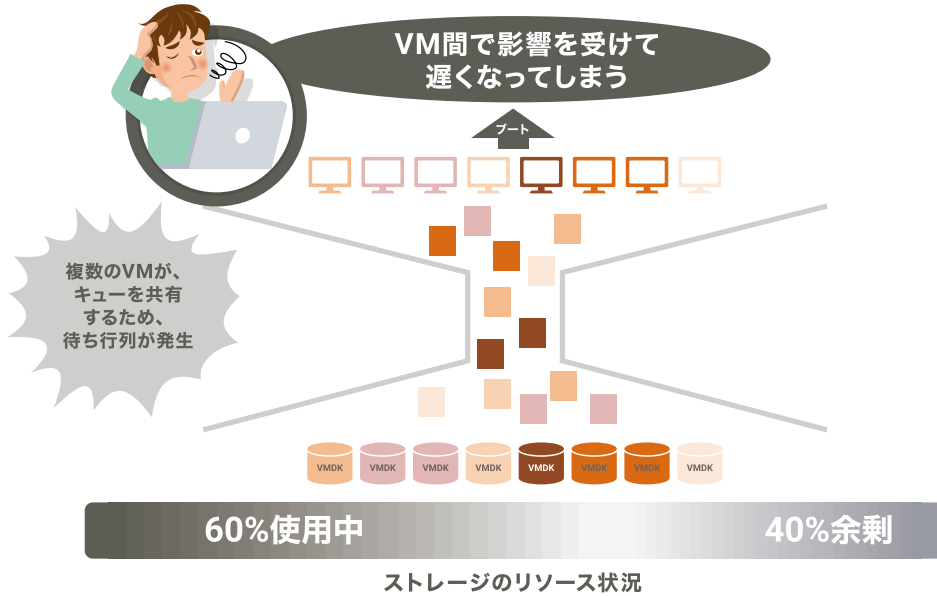 VM間で影響を受けて
遅くなってしまう
ブート
複数のVMが、
キューを共有
するため、
待ち行列が発生
VMDK VMDK VMDK VMDK VMDK VMDK VMDK VMDK
60%使用中 40%余剰
ストレージのリソース状況